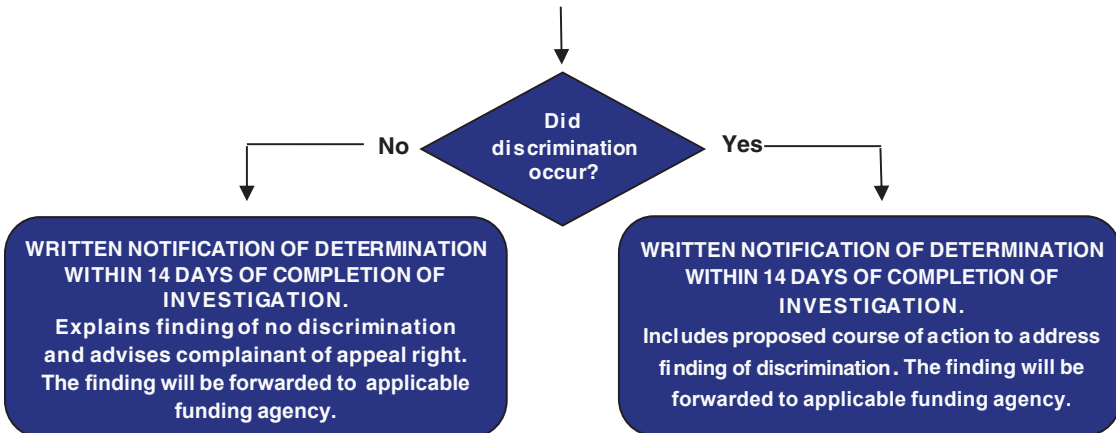 Did
discrimination
occur?
No
Yes
WRITTEN NOTIFICATION OF DETERMINATION
WITHIN 14 DAYS OF COMPLETION OF
INVESTIGATION.
Explains finding of no discrimination
and advises complainant of appeal right.
The finding will be forwarded to applicable
funding agency.
WRITTEN NOTIFICATION OF DETERMINATION
WITHIN 14 DAYS OF COMPLETION OF
INVESTIGATION.
Includes proposed course of action to address
finding of discrimination. The finding will be
forwarded to applicable funding agency.